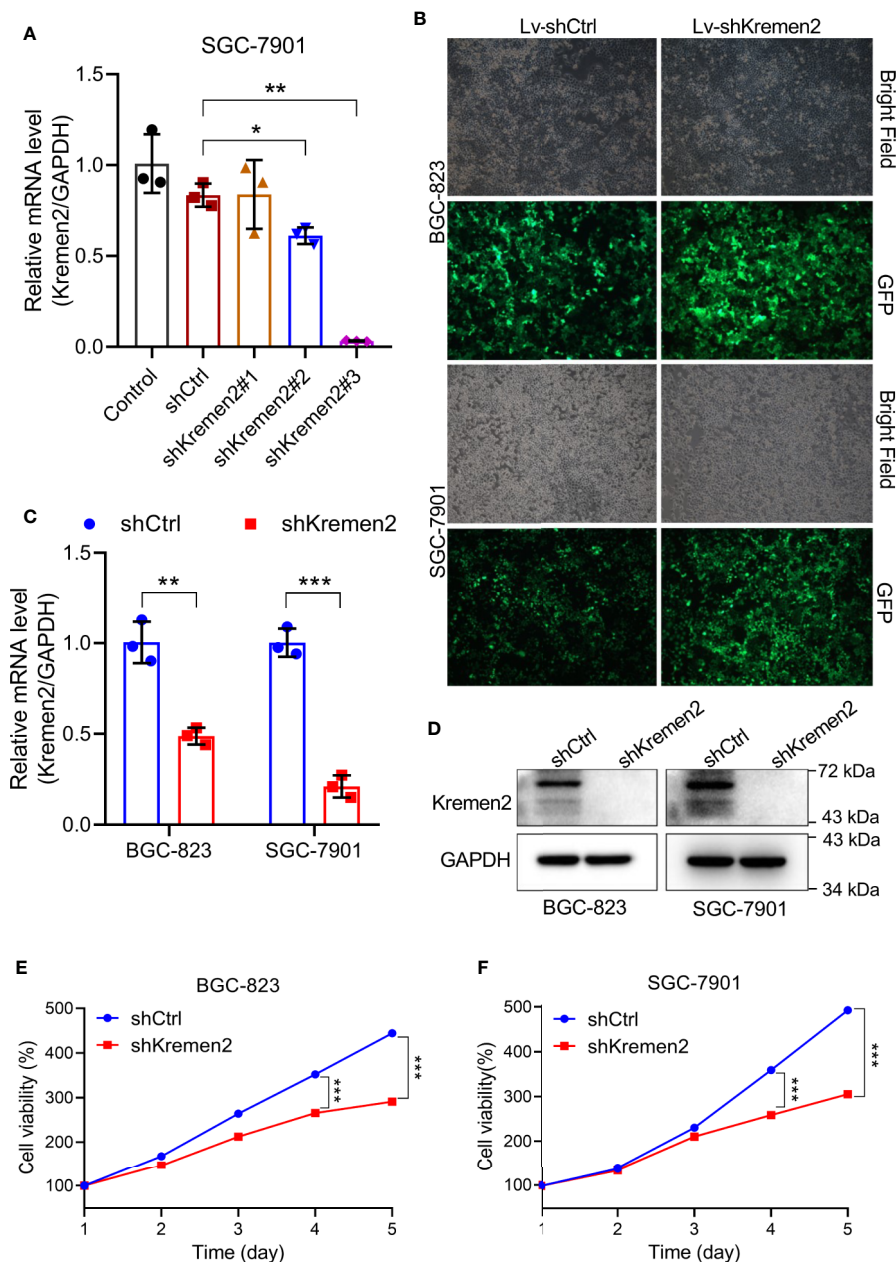 A
SGC-7901
Relative mRNA level
(Kremen2/GAPDH)
1.5
1.0
0.5
0.0
**
*
Control
shCtrl
shKremen2#1
shKremen2#2
shKremen2#3
B
Lv-shCtrl
Lv-shKremen2
BGC-823
SGC-7901
Bright Field
GFP
Bright Field
GFP
C
shCtrl
shKremen2
Relative mRNA level
(Kremen2/GAPDH)
1.5
1.0
0.5
0.0
**
***
BGC-823
SGC-7901
D
shCtrl
shKremen2
shCtrl
shKremen2
Kremen2
GAPDH
72 kDa
43 kDa
43 kDa
34 kDa
BGC-823
SGC-7901
E
BGC-823
shCtrl
shKremen2
Cell viability (%)
500
400
300
200
100
***
***
1 2 3 4 5
Time (day)
F
SGC-7901
shCtrl
shKremen2
Cell viability(%)
500
400
300
200
100
***
***
1 2 3 4 5
Time (day)